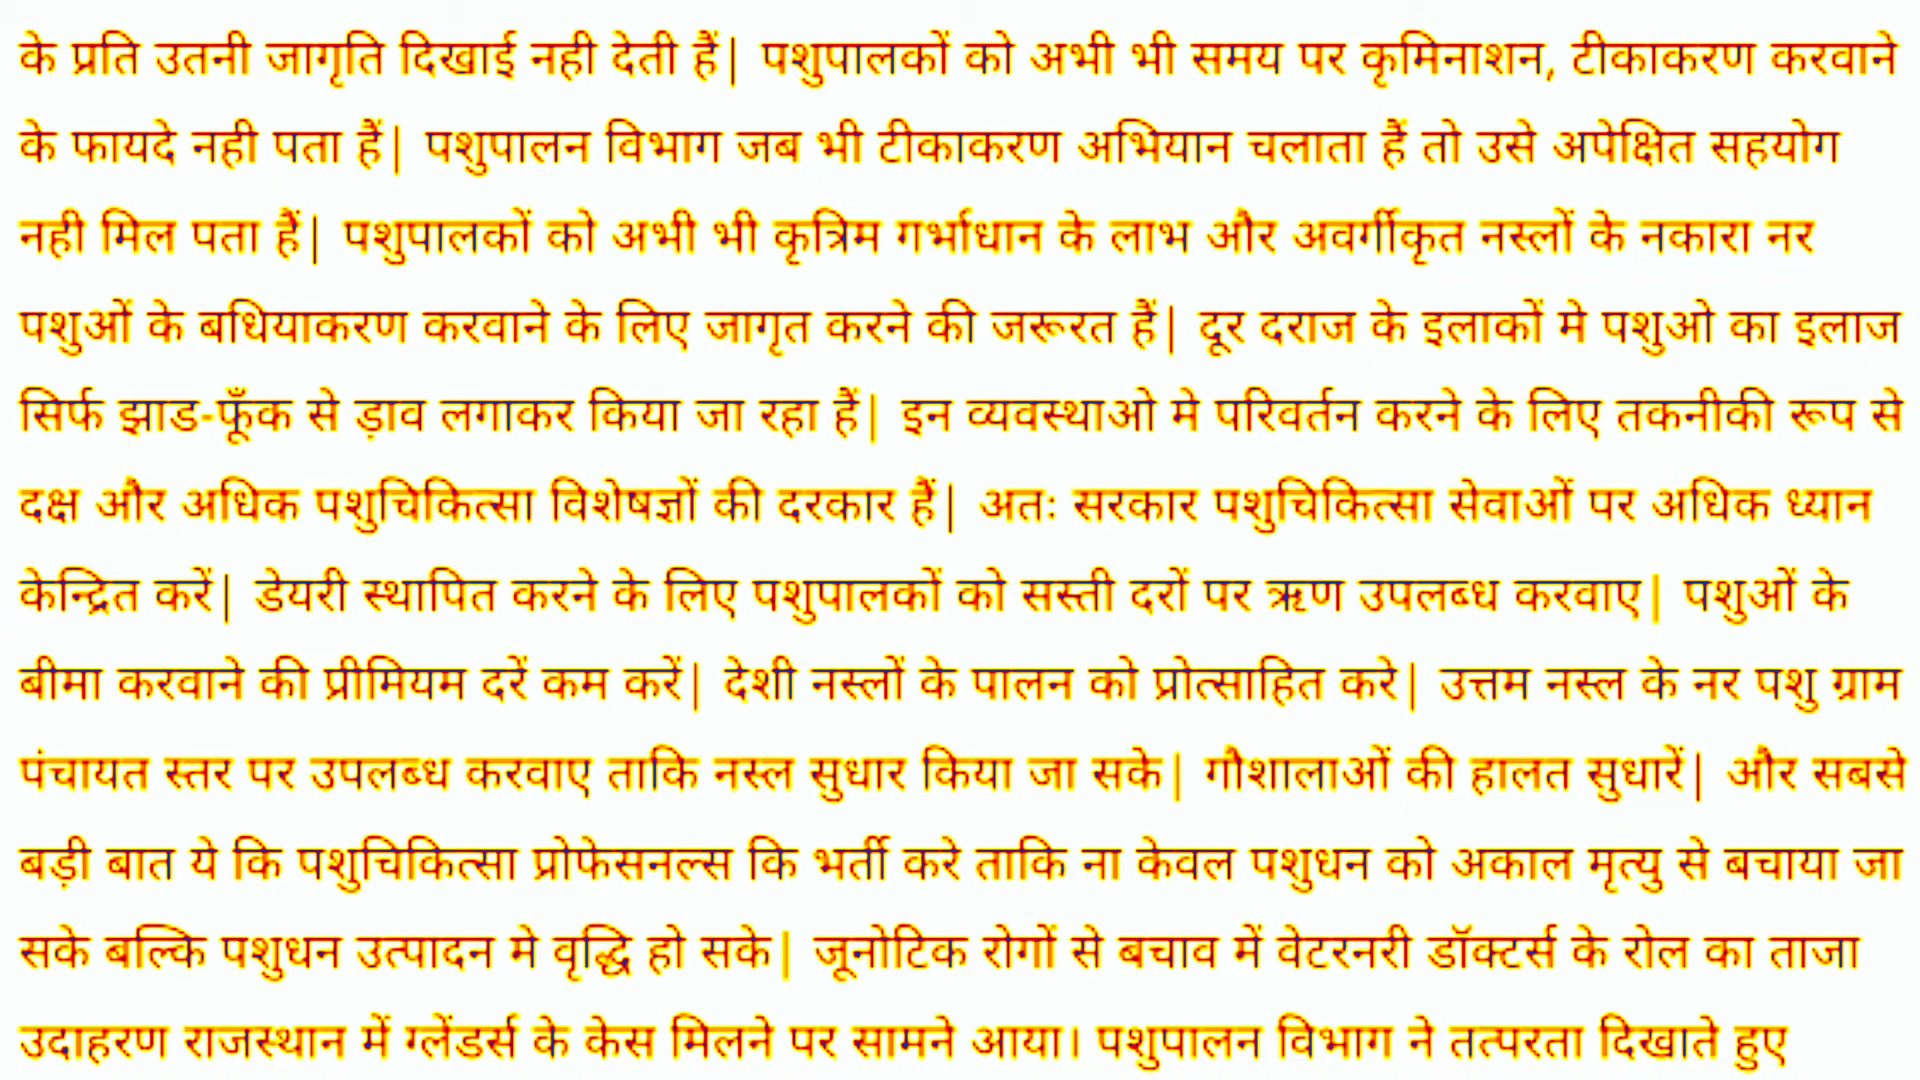 के प्रति उतनी जागृति दिखाई नही देती हैं| पशुपालकों को अभी भी समय पर कृमिनाशन, टीकाकरण करवाने
के फायदे नही पता हैं| पशुपालन विभाग जब भी टीकाकरण अभियान चलाता हैं तो उसे अपेक्षित सहयोग
नही मिल पता हैं| पशुपालकों को अभी भी कृत्रिम गर्भाधान के लाभ और अवर्गीकृत नस्लों के नकारा नर
पशुओं के बधियाकरण करवाने के लिए जागृत करने की जरूरत हैं| दूर दराज के इलाकों मे पशुओ का इलाज
सिर्फ झाड-फूँक से ड़ाव लगाकर किया जा रहा हैं| इन व्यवस्थाओ मे परिवर्तन करने के लिए तकनीकी रूप से
दक्ष और अधिक पशुचिकित्सा विशेषज्ञों की दरकार हैं| अतः सरकार पशुचिकित्सा सेवाओं पर अधिक ध्यान
केन्द्रित करें| डेयरी स्थापित करने के लिए पशुपालकों को सस्ती दरों पर ऋण उपलब्ध करवाए| पशुओं के
बीमा करवाने की प्रीमियम दरें कम करें| देशी नस्लों के पालन को प्रोत्साहित करे| उत्तम नस्ल के नर पशु ग्राम
पंचायत स्तर पर उपलब्ध करवाए ताकि नस्ल सुधार किया जा सके| गौशालाओं की हालत सुधारें| और सबसे
बड़ी बात ये कि पशुचिकित्सा प्रोफेसनल्स कि भर्ती करे ताकि ना केवल पशुधन को अकाल मृत्यु से बचाया जा
सके बल्कि पशुधन उत्पादन मे वृद्धि हो सके| जूनोटिक रोगों से बचाव में वेटरनरी डॉक्टर्स के रोल का ताजा
उदाहरण राजस्थान में ग्लेंडर्स के केस मिलने पर सामने आया। पशुपालन विभाग ने तत्परता दिखाते हुए